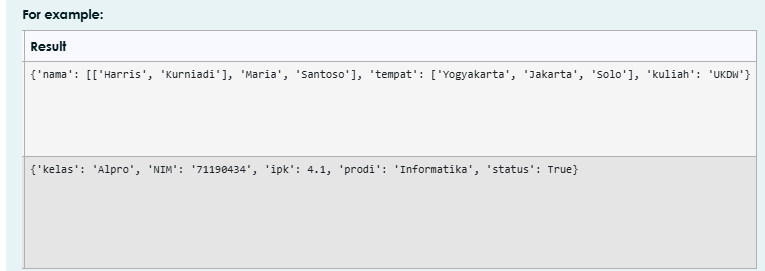 For example:
Result
{'nama': [['Harris', 'Kurniadi'], 'Maria', 'Santoso'], 'tempat': ['Yogyakarta', 'Jakarta', 'Solo'], 'kuliah': 'UKDW'}
{'kelas': 'Alpro', 'NIM': '71190434', 'ipk': 4.1, 'prodi': 'Informatika', 'status': True}